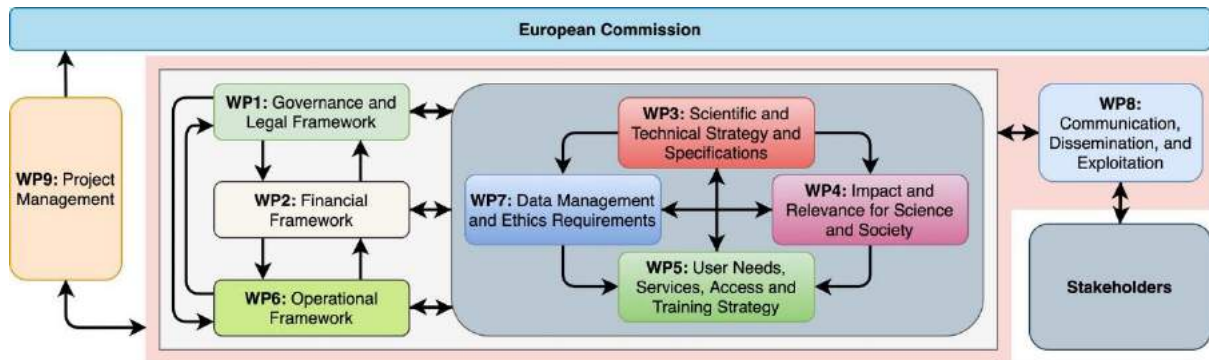 European Commission
WP1: Governance and
Legal Framework
WP3: Scientific and
Technical Strategy and
Specifications
WP8:
Communication,
Dissemination, and
Exploitation
WP9: Project
Management
WP2: Financial
Framework
WP7: Data Management
and Ethics Requirements
WP4: Impact and
Relevance for Science
and Society
WP6: Operational
Framework
WP5: User Needs,
Services, Access and
Training Strategy
Stakeholders